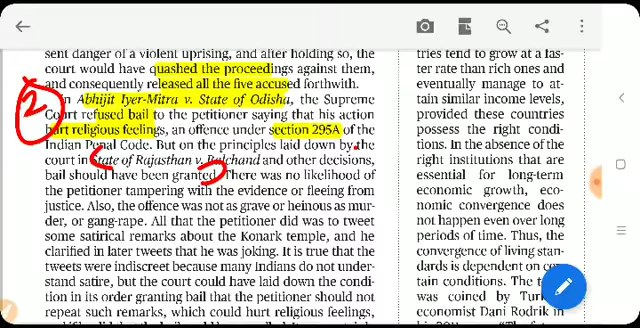 sent danger of a violent uprising, and after holding so, the
court would have quashed the proceedings against them,
and consequently released all the five accused forthwith.
In Abhijit Iyer-Mitra v. State of Odisha, the Supreme
Court refused bail to the petitioner saying that his action
hurt religious feelings, an offence under section 295A of the
Indian Penal Code. But on the principles laid down by the
court in State of Rajasthan v. Balchand and other decisions,
bail should have been granted. There was no likelihood of
the petitioner tampering with the evidence or fleeing from
justice. Also, the offence was not as grave or heinous as mur-
der, or gang-rape. All that the petitioner did was to tweet
some satirical remarks about the Konark temple, and he
clarified in later tweets that he was joking. It is true that the
tweets were indiscreet because many Indians do not under-
stand satire, but the court could have laid down the condition
in its order granting bail that the petitioner should not
repeat such remarks, which could hurt religious feelings,
2
tries tend to grow at a fas-
ter rate than rich ones and
eventually manage to at-
tain similar income levels,
provided these countries
possess the right condi-
tions. In the absence of the
right institutions that are
essential for long-term
economic growth, eco-
nomic convergence does
not happen even over long
periods of time. Thus, the
convergence of living stan-
dards is dependent on
tain conditions. The
was coined by
economist Dani Rodrik in